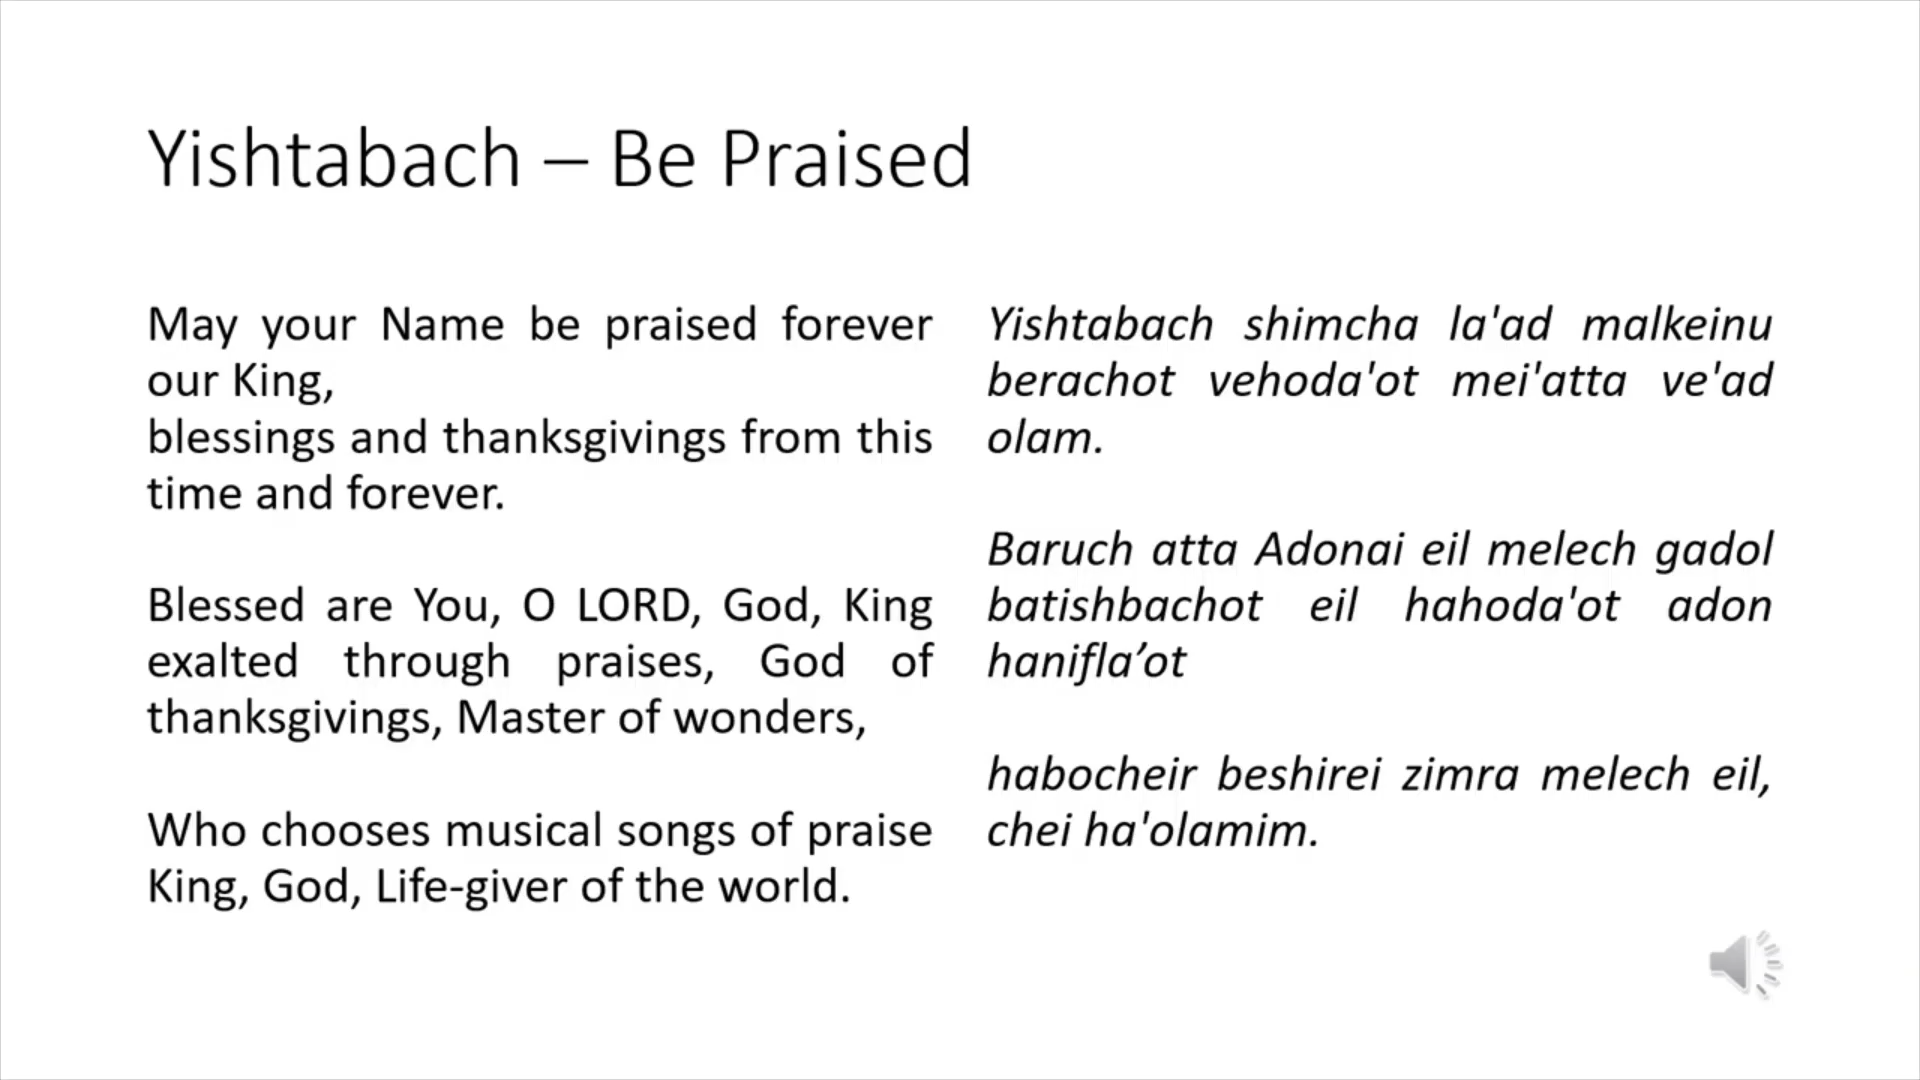 Yishtabach – Be Praised
May your Name be praised forever
our King,
blessings and thanksgivings from this
time and forever.
Blessed are You, O LORD, God, King
exalted through praises, God of
thanksgivings, Master of wonders,
Who chooses musical songs of praise
King, God, Life-giver of the world.
Yishtabach shimcha la'ad malkeinu
berachot vehoda'ot mei'atta ve'ad
olam.
Baruch atta Adonai eil melech gadol
batishbachot eil hahoda'ot adon
hanifla’ot
habocheir beshirei zimra melech eil,
chei ha'olamim.